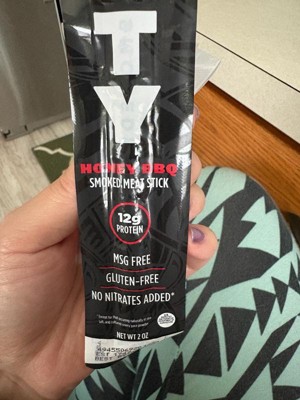 TY
HONEY BBQ
SMOKED MEAT STICK
12g
PROTEIN
MSG FREE
GLUTEN-FREE
NO NITRATES ADDED*
NET WT 2 OZ